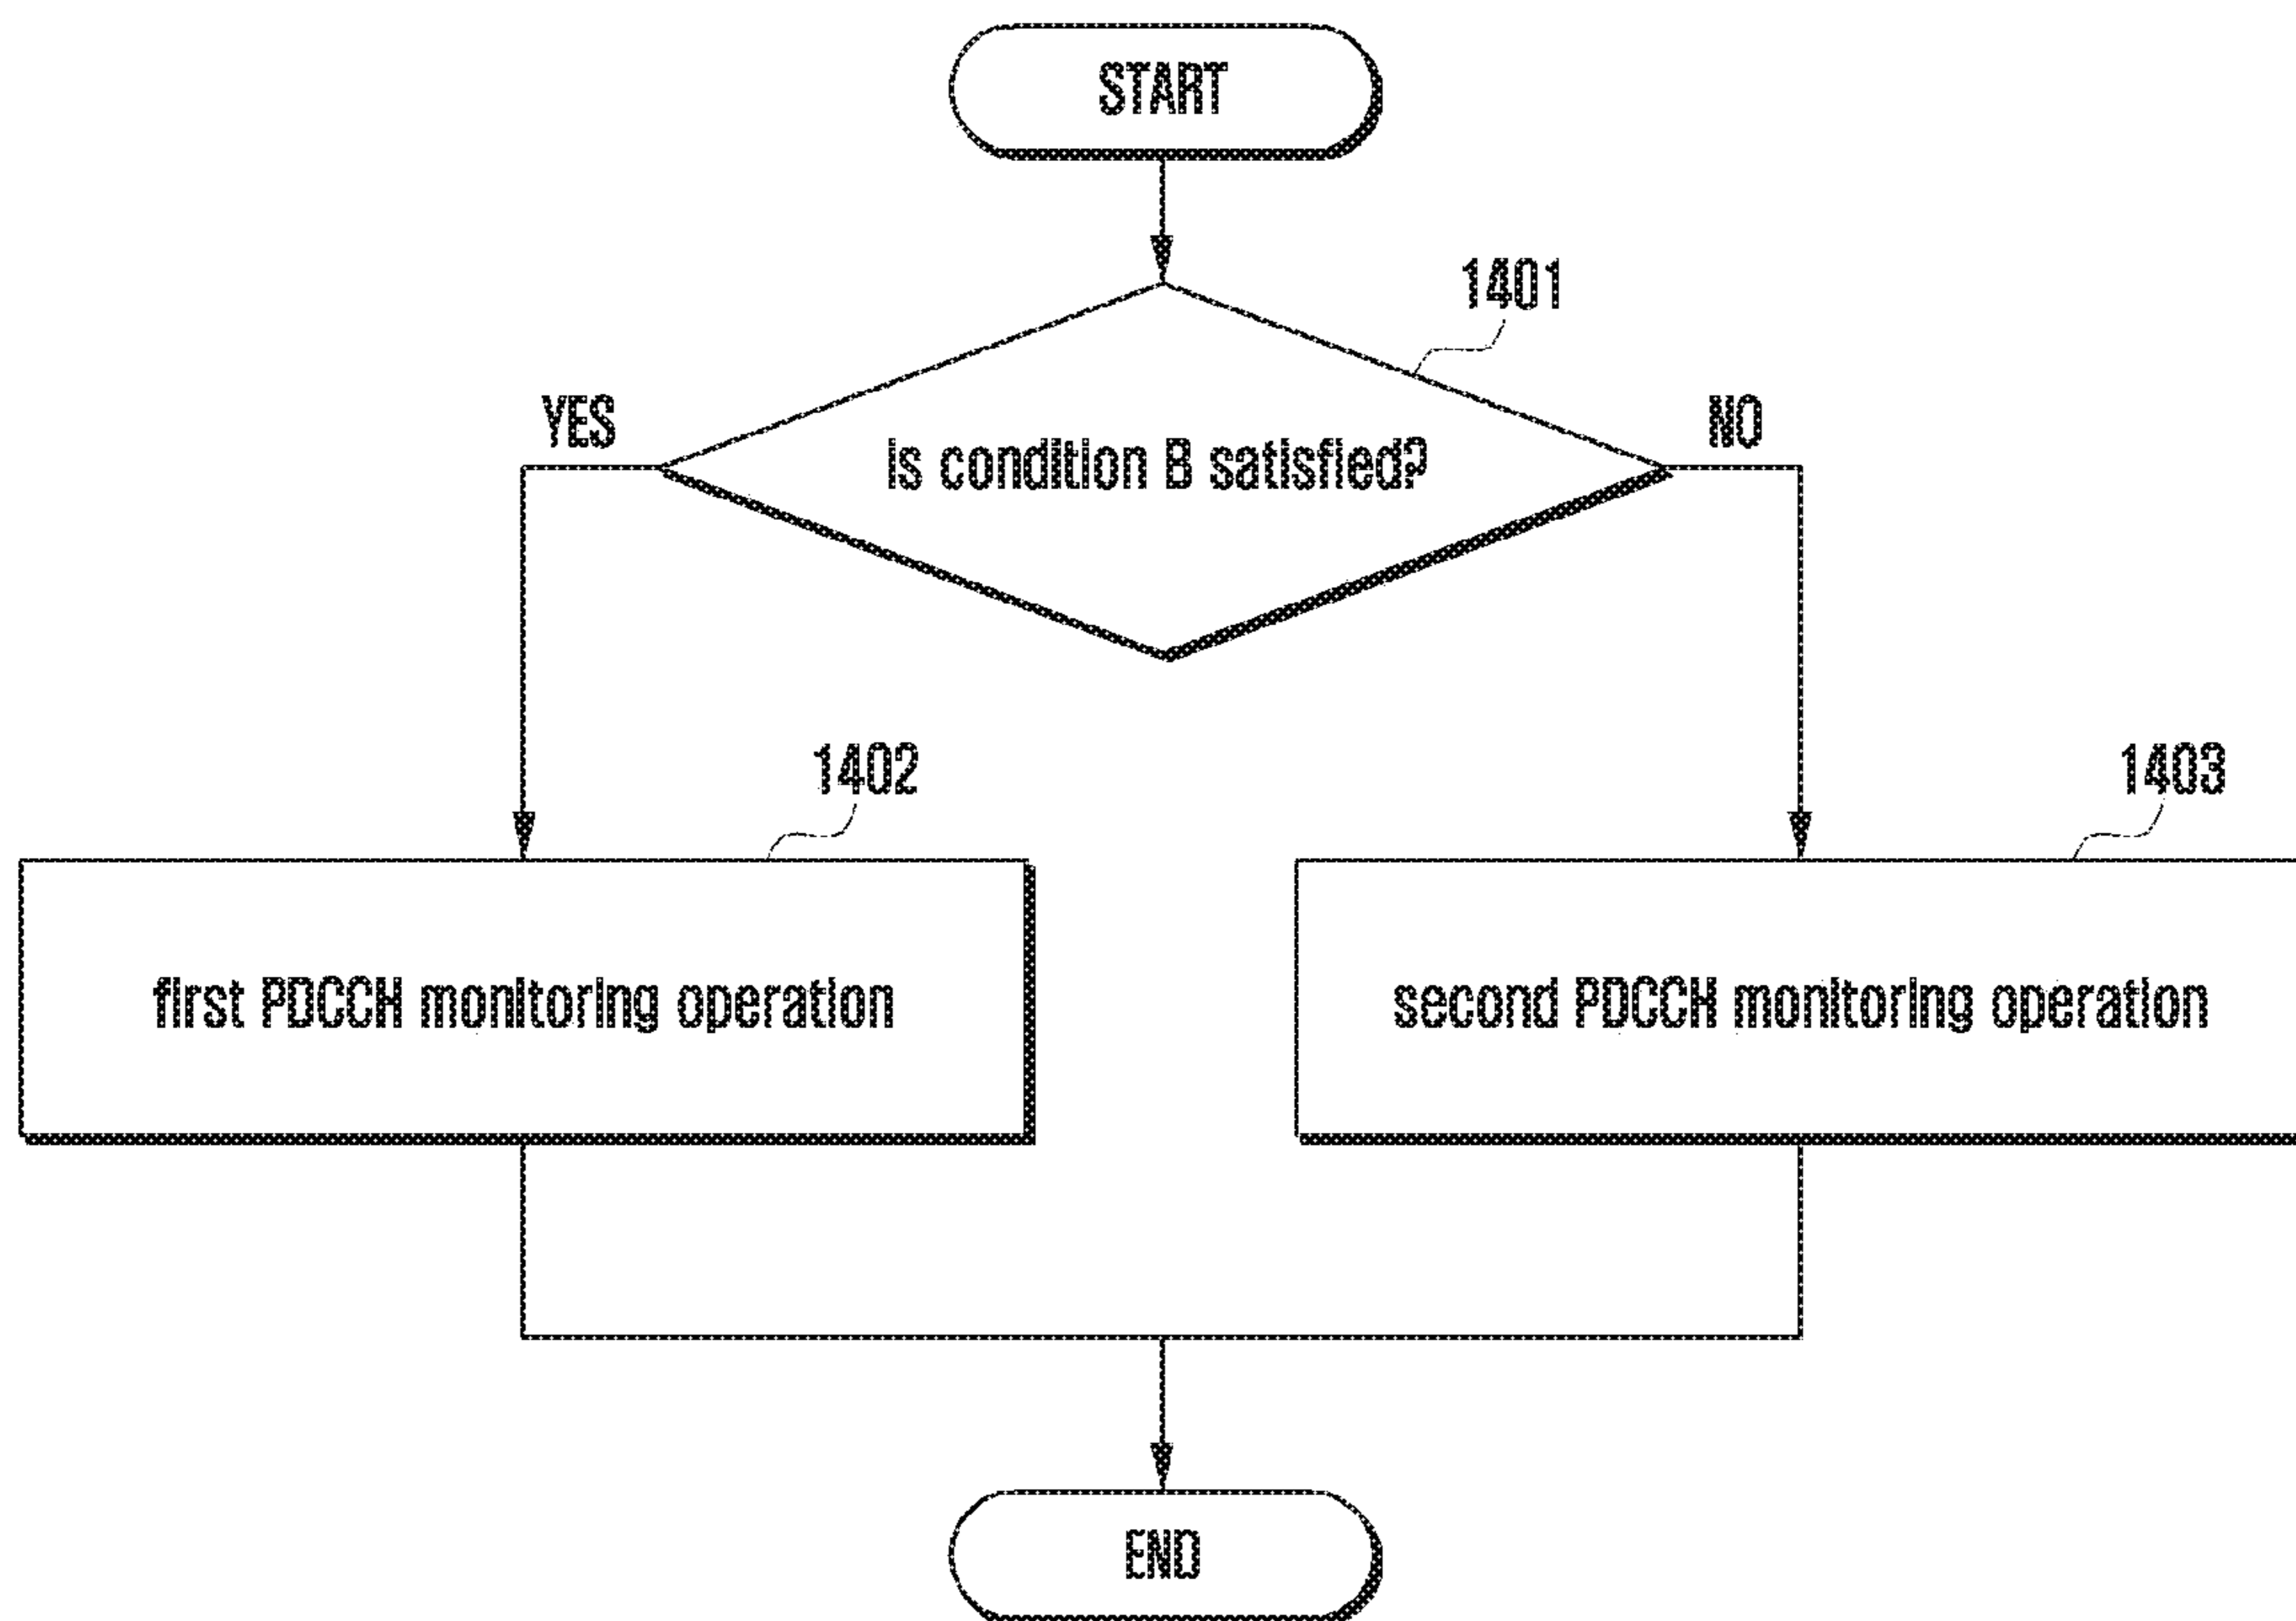 START
1401
YES
NO
is condition B satisfied?
1402
1403
first PDCCH monitoring operation
second PDCCH monitoring operation
END